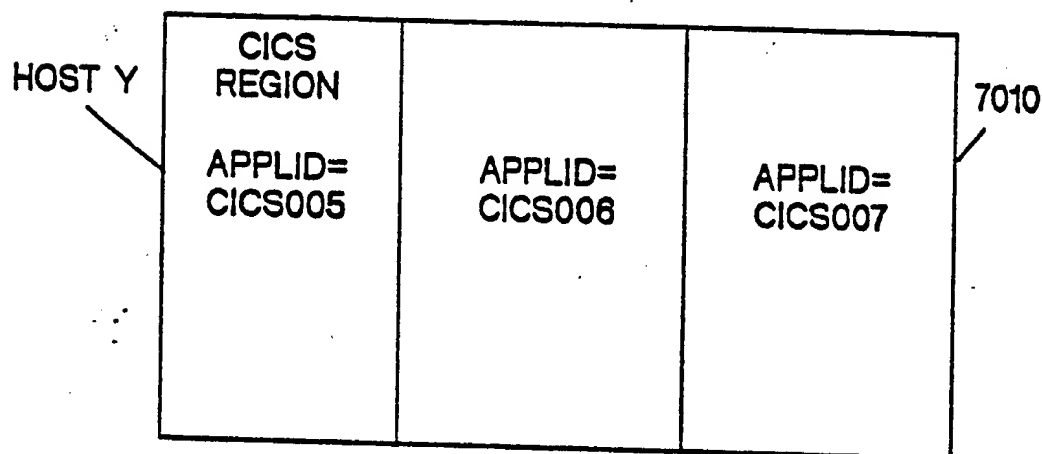 HOST Y
CICS
REGION
APPLID=
CICS005
APPLID=
CICS006
APPLID=
CICS007
7010